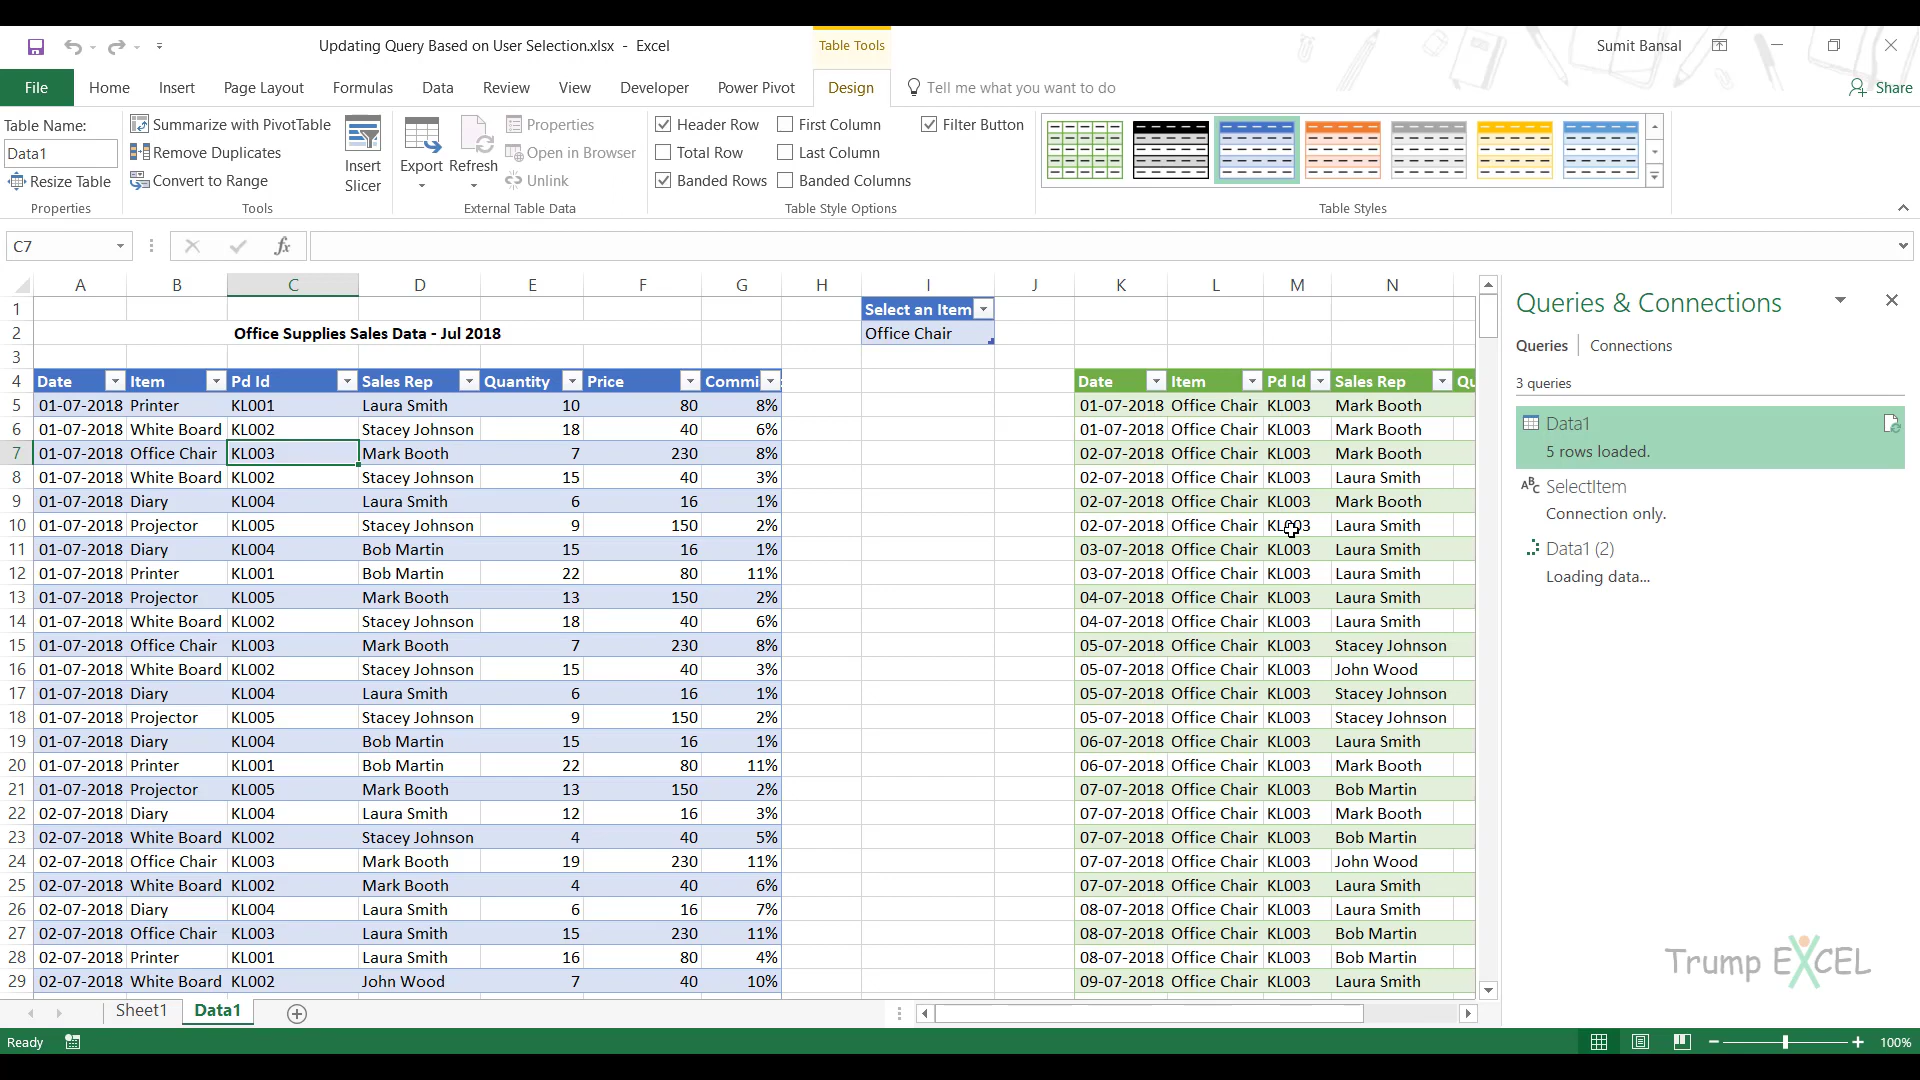 Updating Query Based on User Selection.xlsx - Excel
Table Tools
Sumit Bansal
File Home Insert Page Layout Formulas Data Review View Developer Power Pivot Design Tell me what you want to do Share
Table Name:
Data1
Resize Table
Properties
Summarize with PivotTable
Remove Duplicates
Convert to Range
Tools
Insert
Slicer
Export Refresh
Properties
Open in Browser
Unlink
External Table Data
Header Row First Column Filter Button
Total Row Last Column
Banded Rows Banded Columns
Table Style Options
Table Styles
C7 fx
A B C D E F G H I J K L M N
1 Select an Item
2 Office Supplies Sales Data - Jul 2018 Office Chair
3
4 Date Item Pd Id Sales Rep Quantity Price Commi Date Item Pd Id Sales Rep Qu
5 01-07-2018 Printer KL001 Laura Smith 10 80 8% 01-07-2018 Office Chair KL003 Mark Booth
6 01-07-2018 White Board KL002 Stacey Johnson 18 40 6% 01-07-2018 Office Chair KL003 Mark Booth
7 01-07-2018 Office Chair KL003 Mark Booth 7 230 8% 02-07-2018 Office Chair KL003 Mark Booth
8 01-07-2018 White Board KL002 Stacey Johnson 15 40 3% 02-07-2018 Office Chair KL003 Laura Smith
9 01-07-2018 Diary KL004 Laura Smith 6 16 1% 02-07-2018 Office Chair KL003 Mark Booth
10 01-07-2018 Projector KL005 Stacey Johnson 9 150 2% 02-07-2018 Office Chair KL003 Laura Smith
11 01-07-2018 Diary KL004 Bob Martin 15 16 1% 03-07-2018 Office Chair KL003 Laura Smith
12 01-07-2018 Printer KL001 Bob Martin 22 80 11% 03-07-2018 Office Chair KL003 Laura Smith
13 01-07-2018 Projector KL005 Mark Booth 13 150 2% 04-07-2018 Office Chair KL003 Laura Smith
14 01-07-2018 White Board KL002 Stacey Johnson 18 40 6% 04-07-2018 Office Chair KL003 Laura Smith
15 01-07-2018 Office Chair KL003 Mark Booth 7 230 8% 05-07-2018 Office Chair KL003 Stacey Johnson
16 01-07-2018 White Board KL002 Stacey Johnson 15 40 3% 05-07-2018 Office Chair KL003 John Wood
17 01-07-2018 Diary KL004 Laura Smith 6 16 1% 05-07-2018 Office Chair KL003 Stacey Johnson
18 01-07-2018 Projector KL005 Stacey Johnson 9 150 2% 05-07-2018 Office Chair KL003 Stacey Johnson
19 01-07-2018 Diary KL004 Bob Martin 15 16 1% 06-07-2018 Office Chair KL003 Laura Smith
20 01-07-2018 Printer KL001 Bob Martin 22 80 11% 06-07-2018 Office Chair KL003 Mark Booth
21 01-07-2018 Projector KL005 Mark Booth 13 150 2% 07-07-2018 Office Chair KL003 Bob Martin
22 02-07-2018 Diary KL004 Laura Smith 12 16 3% 07-07-2018 Office Chair KL003 Mark Booth
23 02-07-2018 White Board KL002 Stacey Johnson 4 40 5% 07-07-2018 Office Chair KL003 Bob Martin
24 02-07-2018 Office Chair KL003 Mark Booth 19 230 11% 07-07-2018 Office Chair KL003 John Wood
25 02-07-2018 White Board KL002 Mark Booth 4 40 6% 07-07-2018 Office Chair KL003 Laura Smith
26 02-07-2018 Diary KL004 Laura Smith 6 16 7% 08-07-2018 Office Chair KL003 Laura Smith
27 02-07-2018 Office Chair KL003 Laura Smith 15 230 11% 08-07-2018 Office Chair KL003 Bob Martin
28 02-07-2018 Printer KL001 Laura Smith 16 80 4% 08-07-2018 Office Chair KL003 Bob Martin
29 02-07-2018 White Board KL002 John Wood 7 40 10% 09-07-2018 Office Chair KL003 Laura Smith
Queries & Connections
Queries Connections
3 queries
Data1
5 rows loaded.
ABC SelectItem
Connection only.
Data1 (2)
Loading data...
Trump EXCEL
Sheet1 Data1
Ready 100%